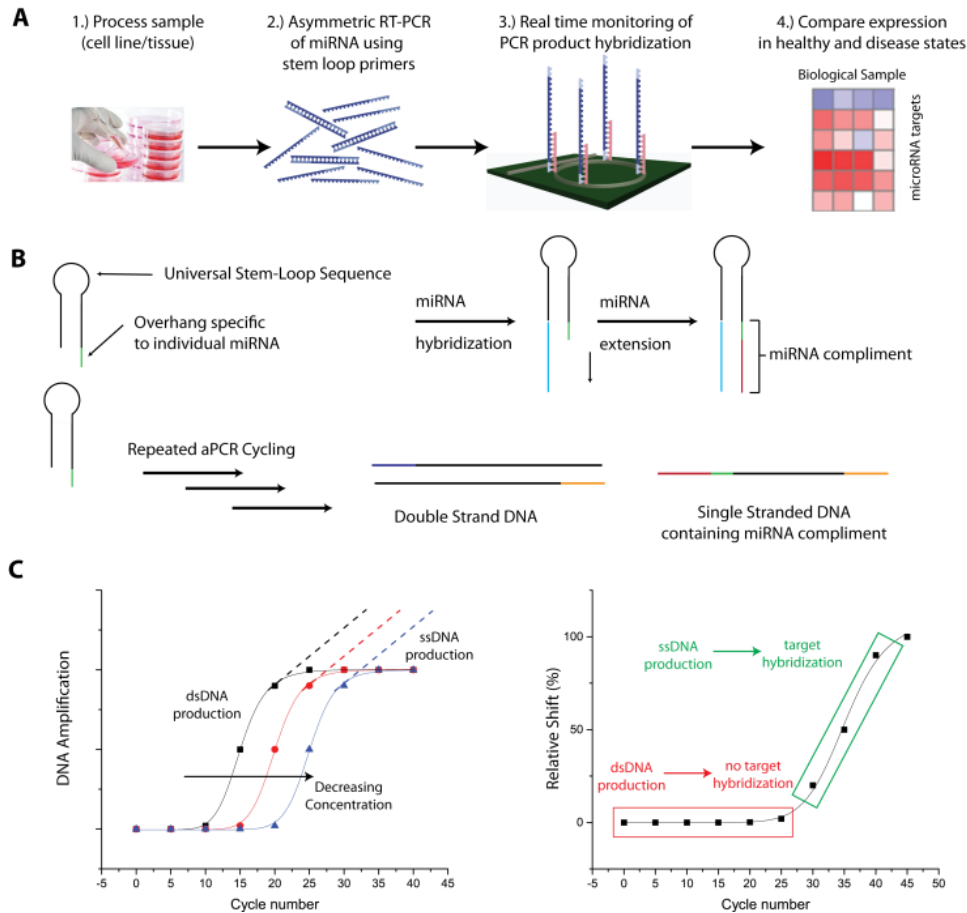 A
1.) Process sample
(cell line/tissue)
2.) Asymmetric RT-PCR
of miRNA using
stem loop primers
3.) Real time monitoring of
PCR product hybridization
4.) Compare expression
in healthy and disease states
Biological Sample
microRNA targets
B
Universal Stem-Loop Sequence
Overhang specific
to individual miRNA
miRNA
hybridization
miRNA
extension
miRNA compliment
Repeated aPCR Cycling
Double Strand DNA
Single Stranded DNA
containing miRNA compliment
C
DNA Amplification
dsDNA
production
ssDNA
production
Decreasing
Concentration
-5 0 5 10 15 20 25 30 35 40 45
Cycle number
Relative Shift (%)
100
50
0
ssDNA
production
target
hybridization
dsDNA
production
no target
hybridization
-5 0 5 10 15 20 25 30 35 40 45 50
Cycle number